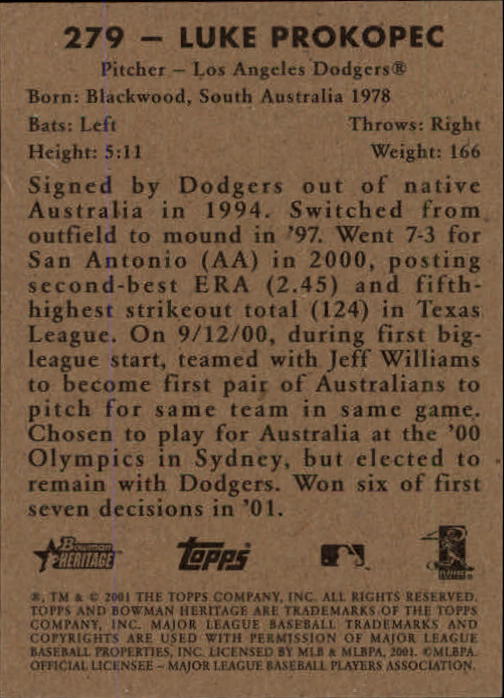 279 – LUKE PROKOPEC
Pitcher – Los Angeles Dodgers®
Born: Blackwood, South Australia 1978
Bats: Left Throws: Right
Height: 5:11 Weight: 166
Signed by Dodgers out of native
Australia in 1994. Switched from
outfield to mound in '97. Went 7-3 for
San Antonio (AA) in 2000, posting
second-best ERA (2.45) and fifth-
highest strikeout total (124) in Texas
League. On 9/12/00, during first big-
league start, teamed with Jeff Williams
to become first pair of Australians to
pitch for same team in same game.
Chosen to play for Australia at the '00
Olympics in Sydney, but elected to
remain with Dodgers. Won six of first
seven decisions in '01.
Bowman
HERITAGE
Topps
®, TM & © 2001 THE TOPPS COMPANY, INC. ALL RIGHTS RESERVED.
TOPPS AND BOWMAN HERITAGE ARE TRADEMARKS OF THE TOPPS
COMPANY, INC. MAJOR LEAGUE BASEBALL TRADEMARKS AND
COPYRIGHTS ARE USED WITH PERMISSION OF MAJOR LEAGUE
BASEBALL PROPERTIES, INC. LICENSED BY MLB & MLBPA, 2001. ©MLBPA.
OFFICIAL LICENSEE – MAJOR LEAGUE BASEBALL PLAYERS ASSOCIATION.